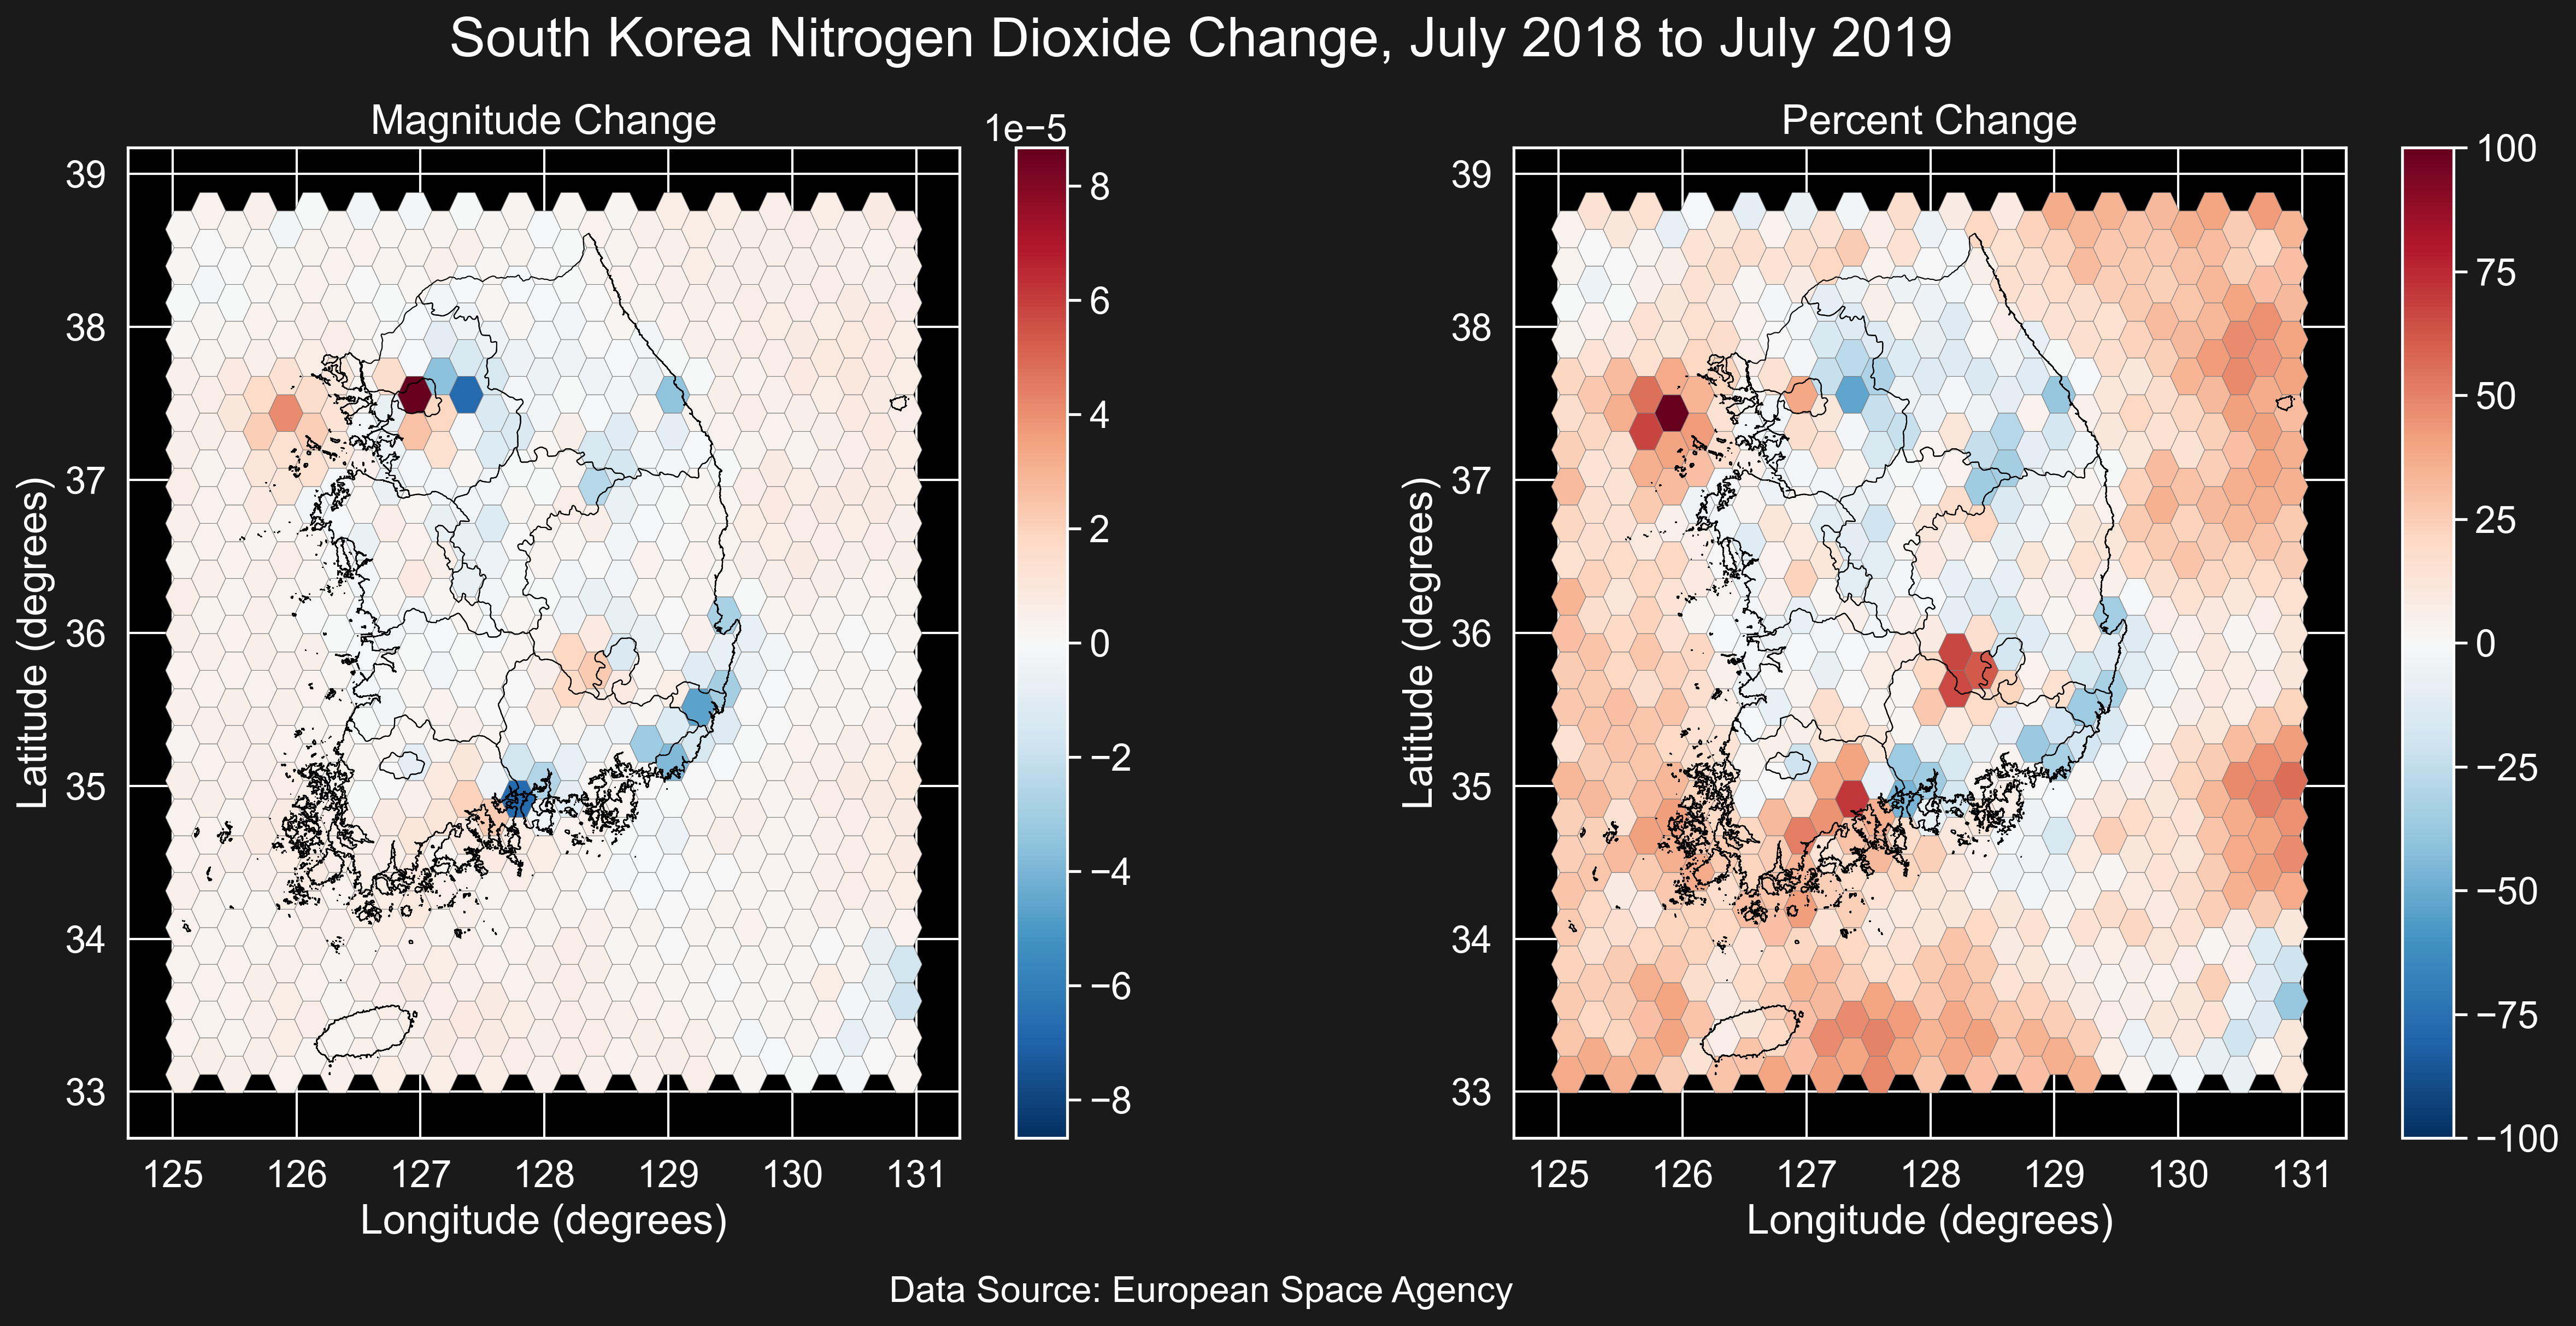 South Korea Nitrogen Dioxide Change, July 2018 to July 2019
Magnitude Change
1e−5
39
38
37
36
35
34
33
Latitude (degrees)
125 126 127 128 129 130 131
Longitude (degrees)
8
6
4
2
0
−2
−4
−6
−8
Percent Change
39
38
37
36
35
34
33
Latitude (degrees)
125 126 127 128 129 130 131
Longitude (degrees)
100
75
50
25
0
−25
−50
−75
−100
Data Source: European Space Agency